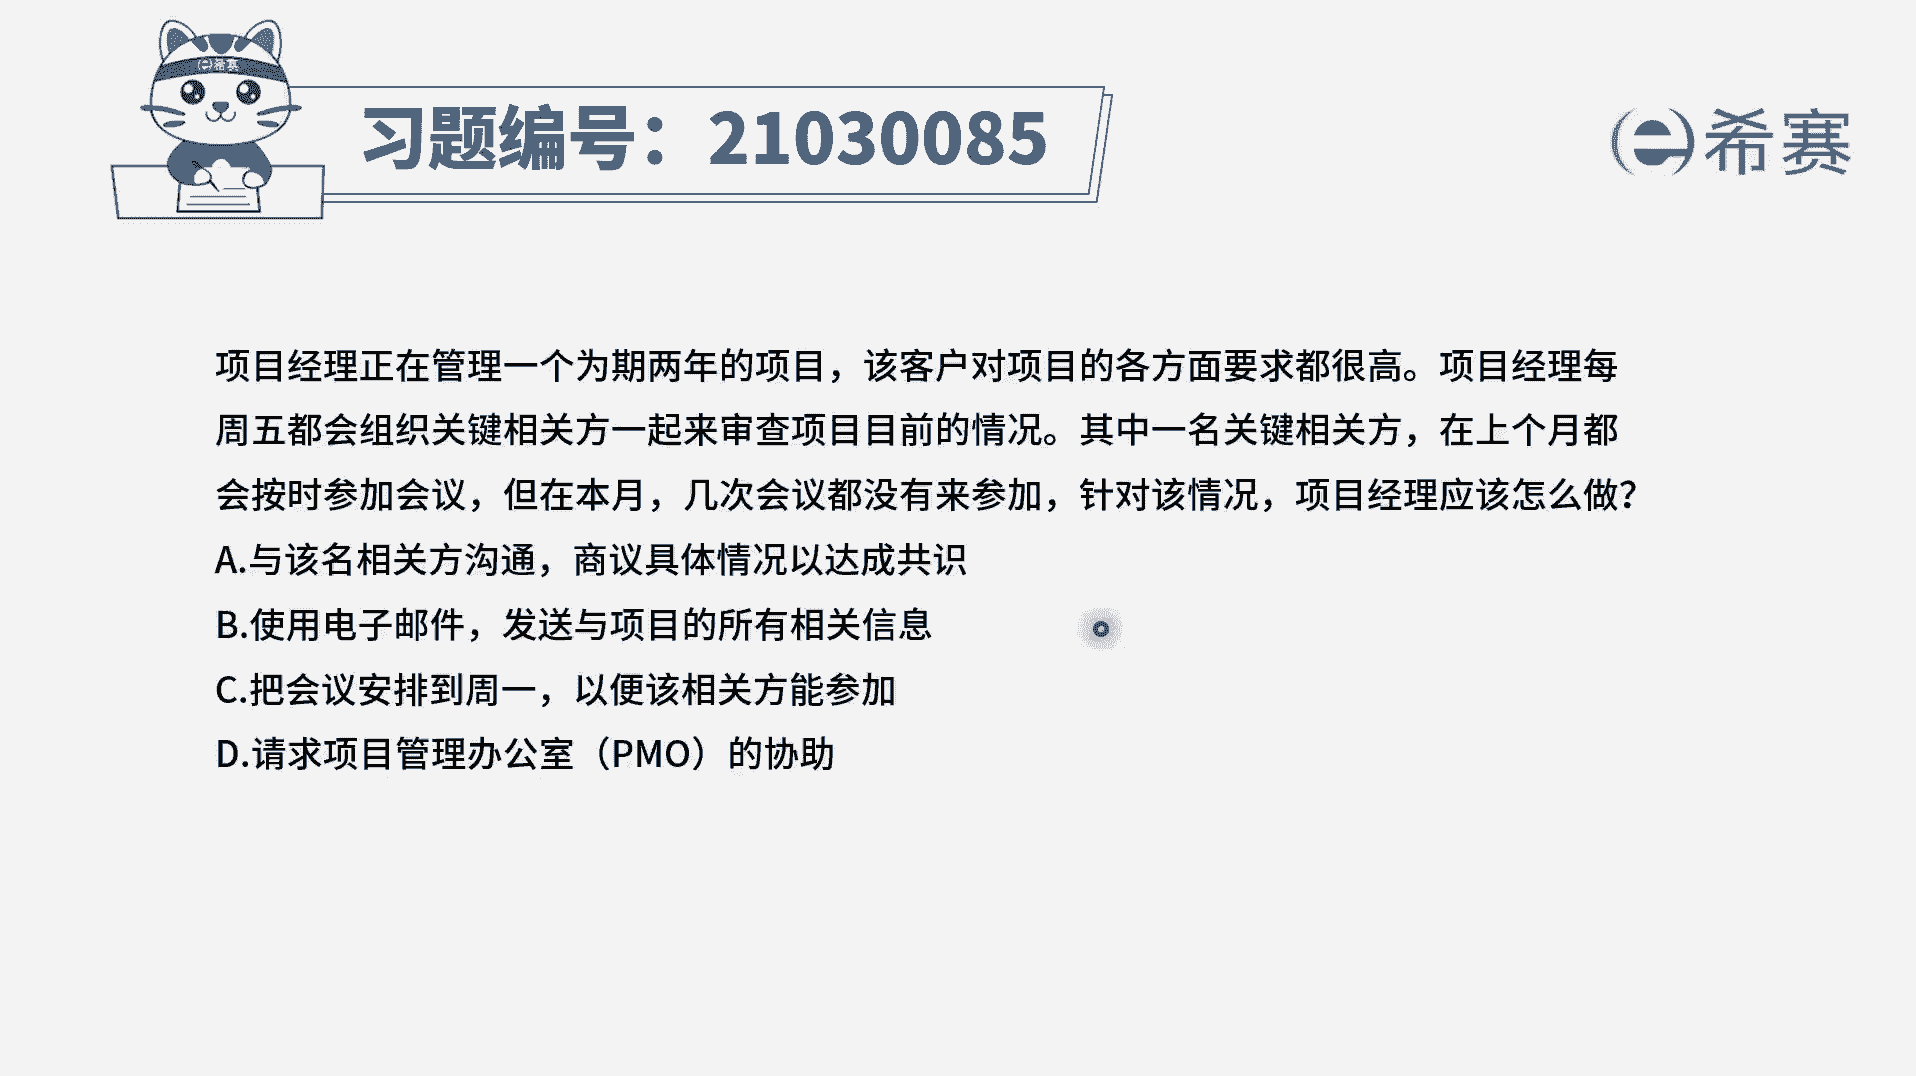 希赛
习题编号：21030085
希赛
项目经理正在管理一个为期两年的项目，该客户对项目的各方面要求都很高。项目经理每
周五都会组织关键相关方一起来审查项目目前的情况。其中一名关键相关方，在上个月都
会按时参加会议，但在本月，几次会议都没有来参加，针对该情况，项目经理应该怎么做？
A.与该名相关方沟通，商议具体情况以达成共识
B.使用电子邮件，发送与项目的所有相关信息
C.把会议安排到周一，以便该相关方能参加
D.请求项目管理办公室（PMO）的协助